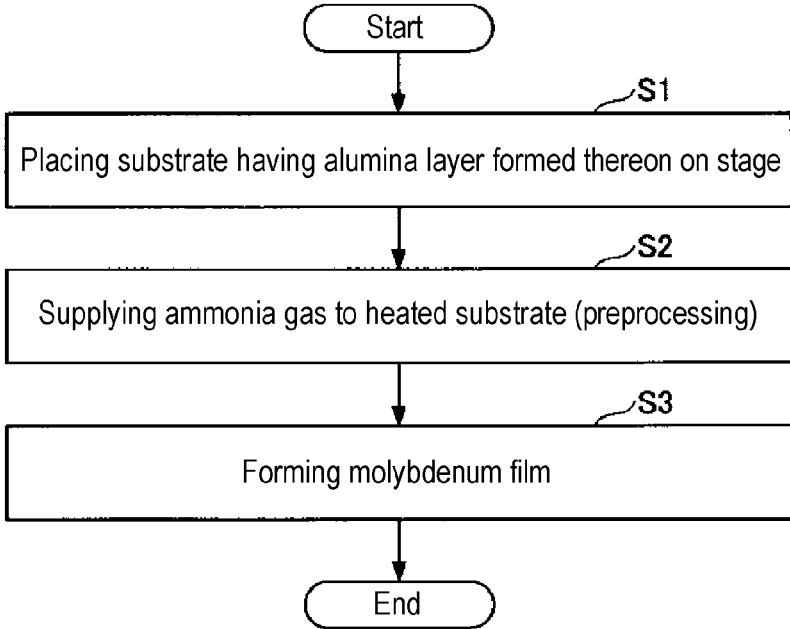 Start
S1
Placing substrate having alumina layer formed thereon on stage
S2
Supplying ammonia gas to heated substrate (preprocessing)
S3
Forming molybdenum film
End